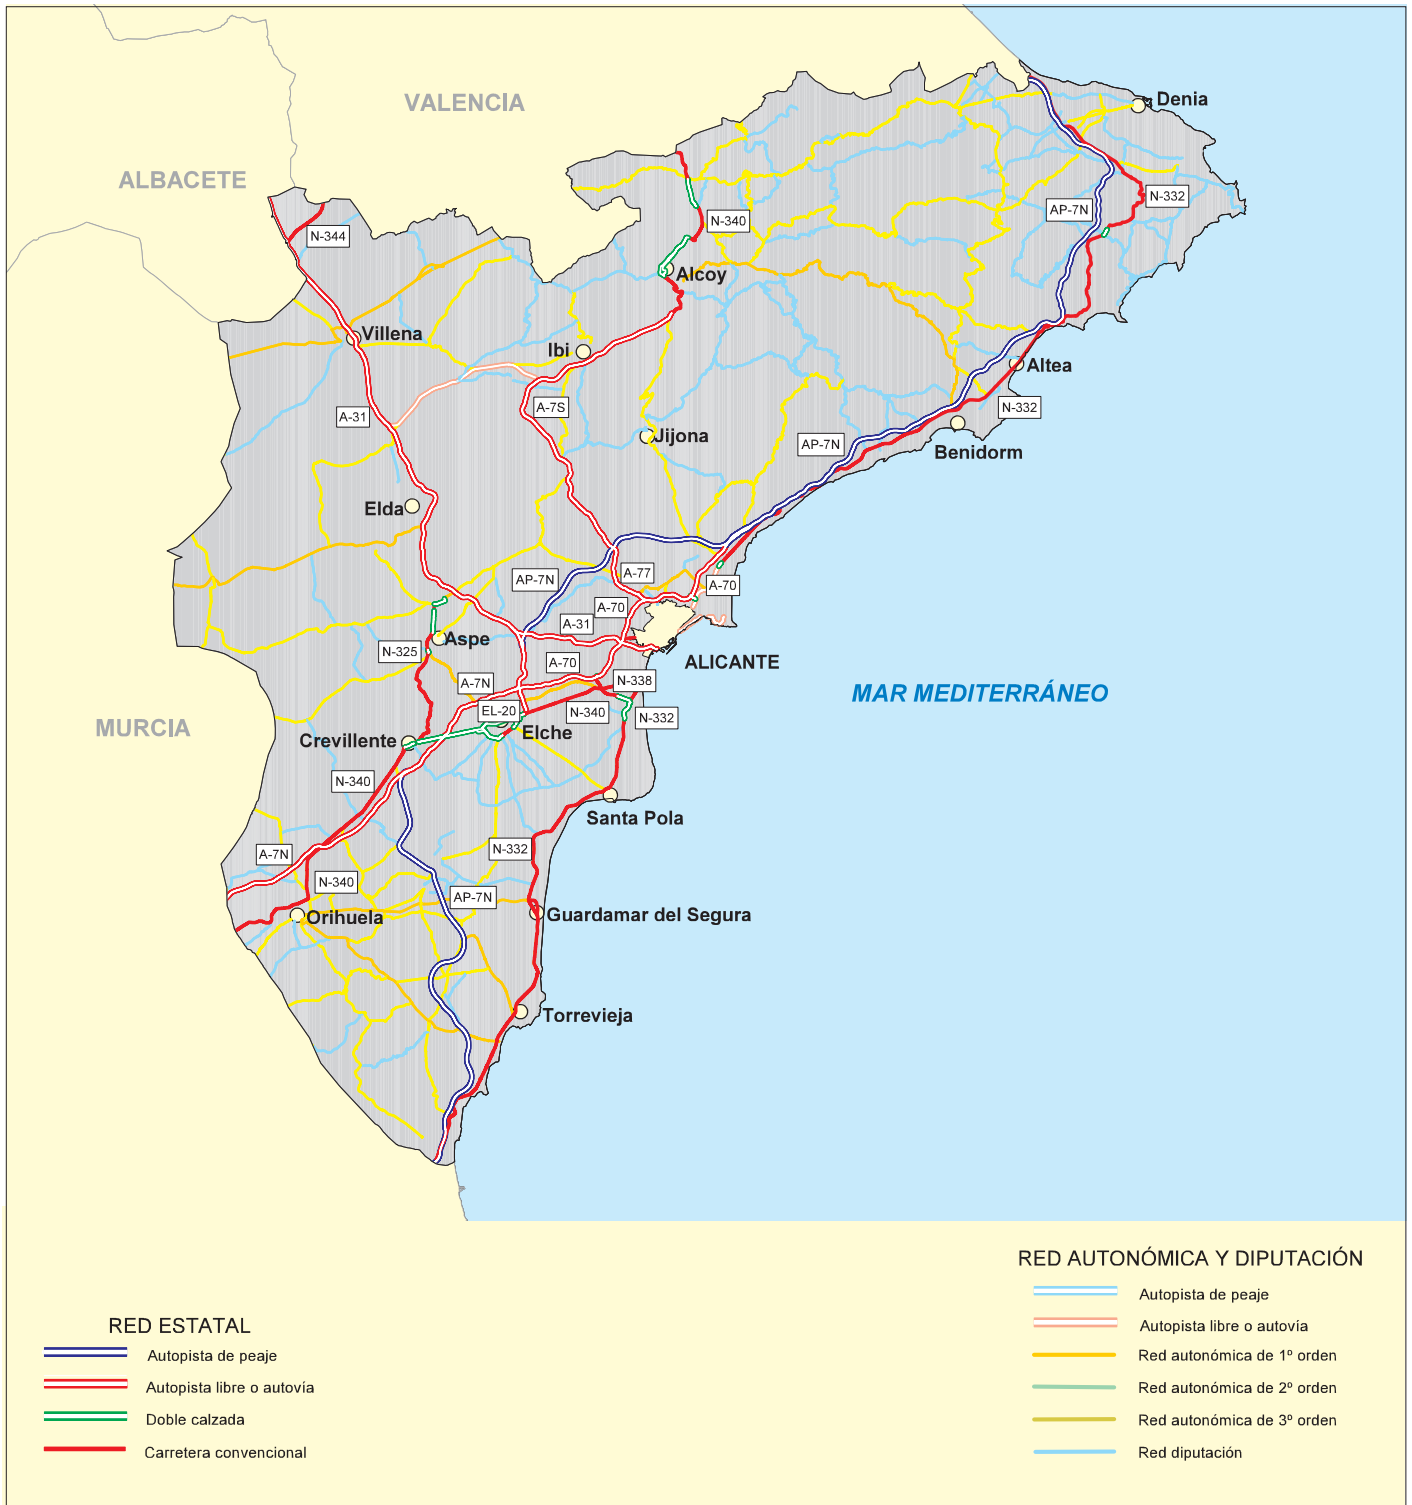 Denia
VALENCIA
ALBACETE
N-332
AP-7N
N-340
N-344
Alcoy
Villena
Ibi
Altea
A-7S
N-332
A-31
Jijona
AP-7N
Benidorm
Elda
A-77
AP-7N
A-70
A-70
A-31
Aspe
N-325
A-70
ALICANTE
N-338
A-7N
MAR MEDITERRÁNEO
EL-20
N-340
N-332
MURCIA
Elche
Crevillente
N-340
Santa Pola
N-332
A-7N
N-340
AP-7N
Orihuela
Guardamar del Segura
Torrevieja
RED ESTATAL
Autopista de peaje
Autopista libre o autovía
Doble calzada
Carretera convencional
RED AUTONÓMICA Y DIPUTACIÓN
Autopista de peaje
Autopista libre o autovía
Red autonómica de 1º orden
Red autonómica de 2º orden
Red autonómica de 3º orden
Red diputación